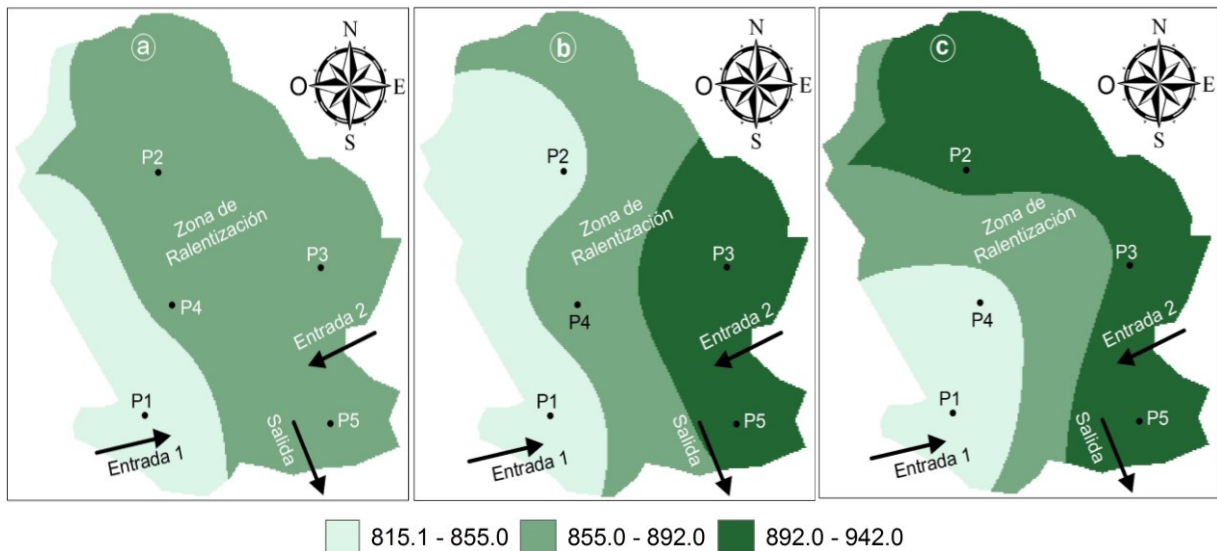 a
N
O
E
S
P2
Zona de
Ralentización
P3
P4
Entrada 2
P1
P5
Entrada 1
Salida
b
N
O
E
S
P2
Zona de
Ralentización
P3
P4
Entrada 2
P1
P5
Entrada 1
Salida
c
N
O
E
S
P2
Zona de
Ralentización
P3
P4
Entrada 2
P1
P5
Entrada 1
Salida
815.1 - 855.0
855.0 - 892.0
892.0 - 942.0